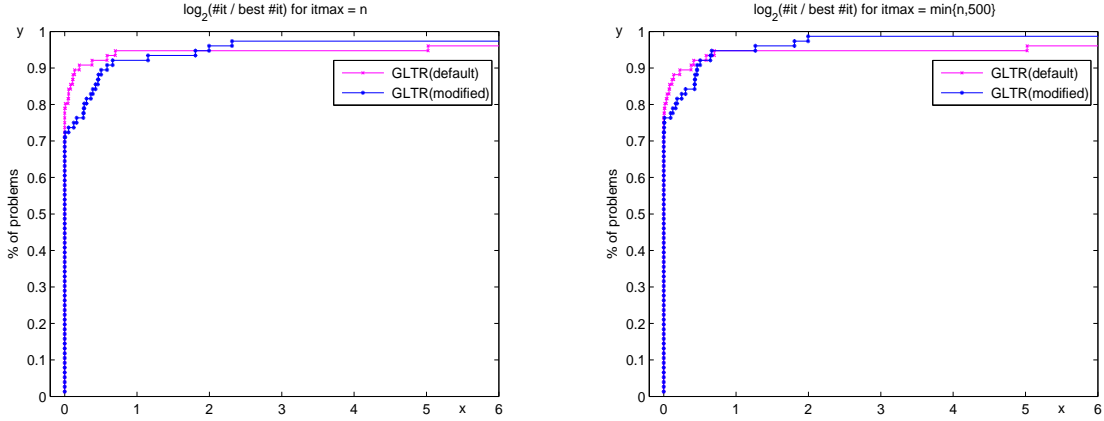 log2(#it / best #it) for itmax = n
y
1
0.9
0.8
0.7
0.6
0.5
0.4
0.3
0.2
0.1
0
% of problems
GLTR(default)
GLTR(modified)
0 1 2 3 4 5 x 6
log2(#it / best #it) for itmax = min{n,500}
y
1
0.9
0.8
0.7
0.6
0.5
0.4
0.3
0.2
0.1
0
% of problems
GLTR(default)
GLTR(modified)
0 1 2 3 4 5 x 6